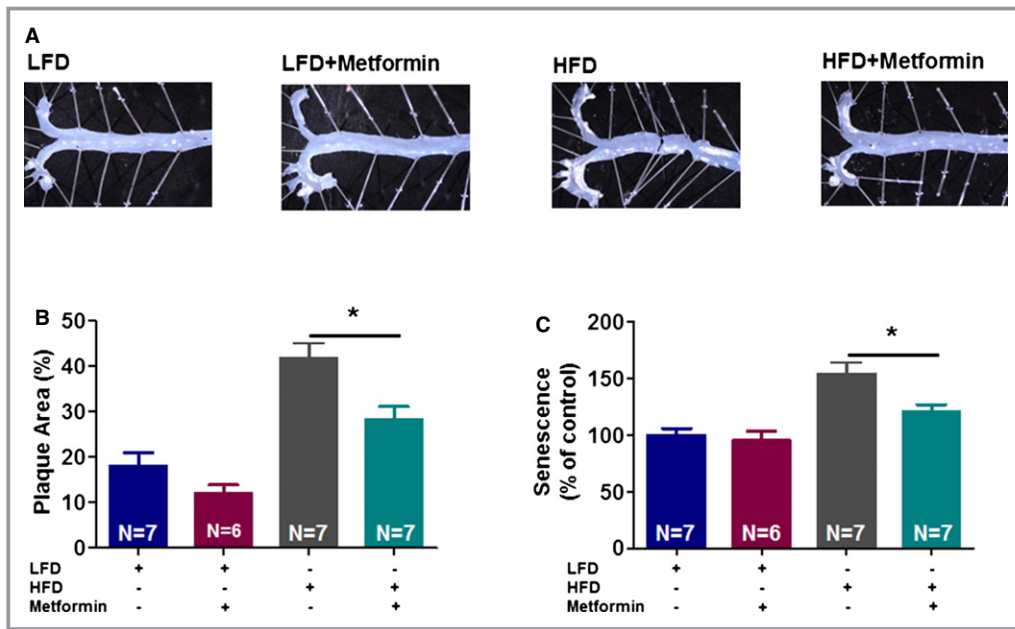 A
LFD LFD+Metformin HFD HFD+Metformin
B
50
40
30
20
10
0
Plaque Area (%)
*
N=7 N=6 N=7 N=7
LFD + + - -
HFD - - + +
Metformin - + - +
C
200
150
100
50
0
Senescence
(% of control)
*
N=7 N=6 N=7 N=7
LFD + + - -
HFD - - + +
Metformin - + - +